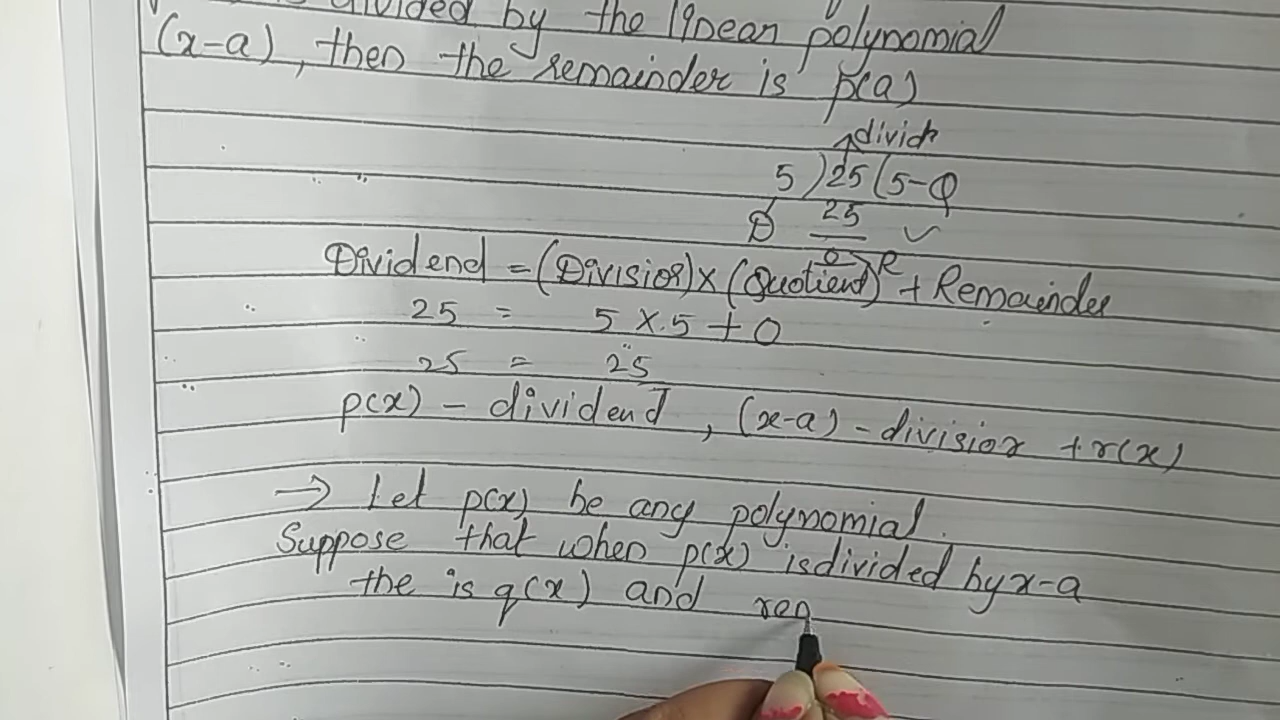 divided by the linear polynomial
(x-a), then the remainder is p(a)
divid
5)25(5-Q
D 25
0 R
Dividend = (Divisior) × (Quotient) + Remainder
25 = 5 × 5 + 0
25 = 25
p(x) - dividend, (x-a) - divisior + r(x)
→ Let p(x) be any polynomial.
Suppose that when p(x) is divided by x-a
the is q(x) and rem